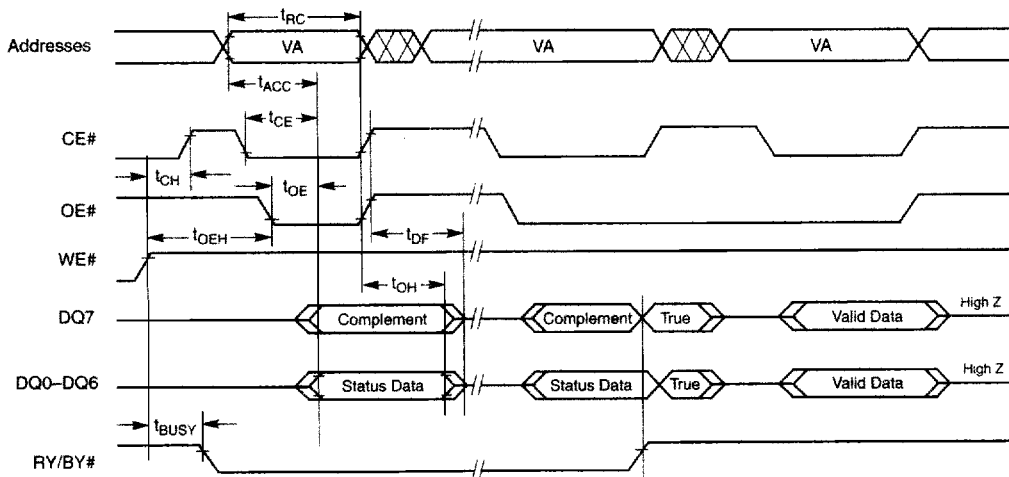 tRC
Addresses VA VA VA
tACC
tCE
CE#
tCH tOE
OE#
tOEH tDF
WE#
tOH
DQ7 Complement Complement True Valid Data High Z
DQ0–DQ6 Status Data Status Data True Valid Data High Z
tBUSY
RY/BY#